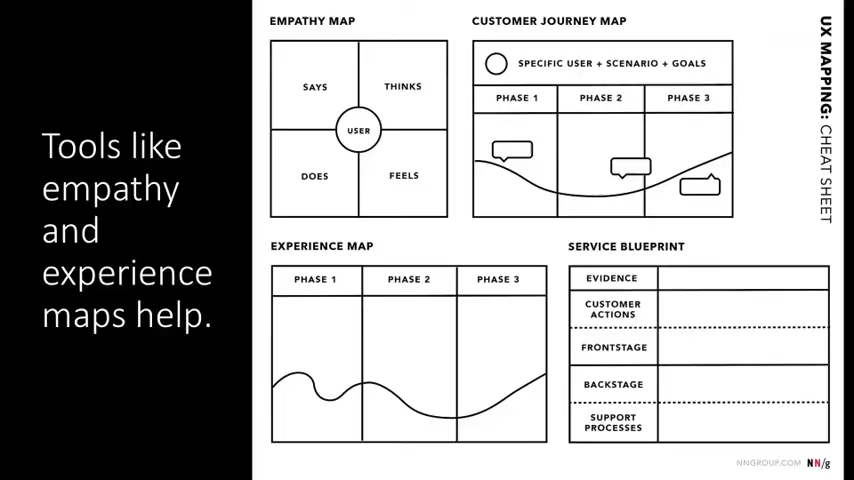 Tools like
empathy
and
experience
maps help.
EMPATHY MAP
SAYS
THINKS
USER
DOES
FEELS
CUSTOMER JOURNEY MAP
SPECIFIC USER + SCENARIO + GOALS
PHASE 1
PHASE 2
PHASE 3
EXPERIENCE MAP
PHASE 1
PHASE 2
PHASE 3
SERVICE BLUEPRINT
EVIDENCE
CUSTOMER
ACTIONS
FRONTSTAGE
BACKSTAGE
SUPPORT
PROCESSES
UX MAPPING: CHEAT SHEET
NNGROUP.COM NN/g